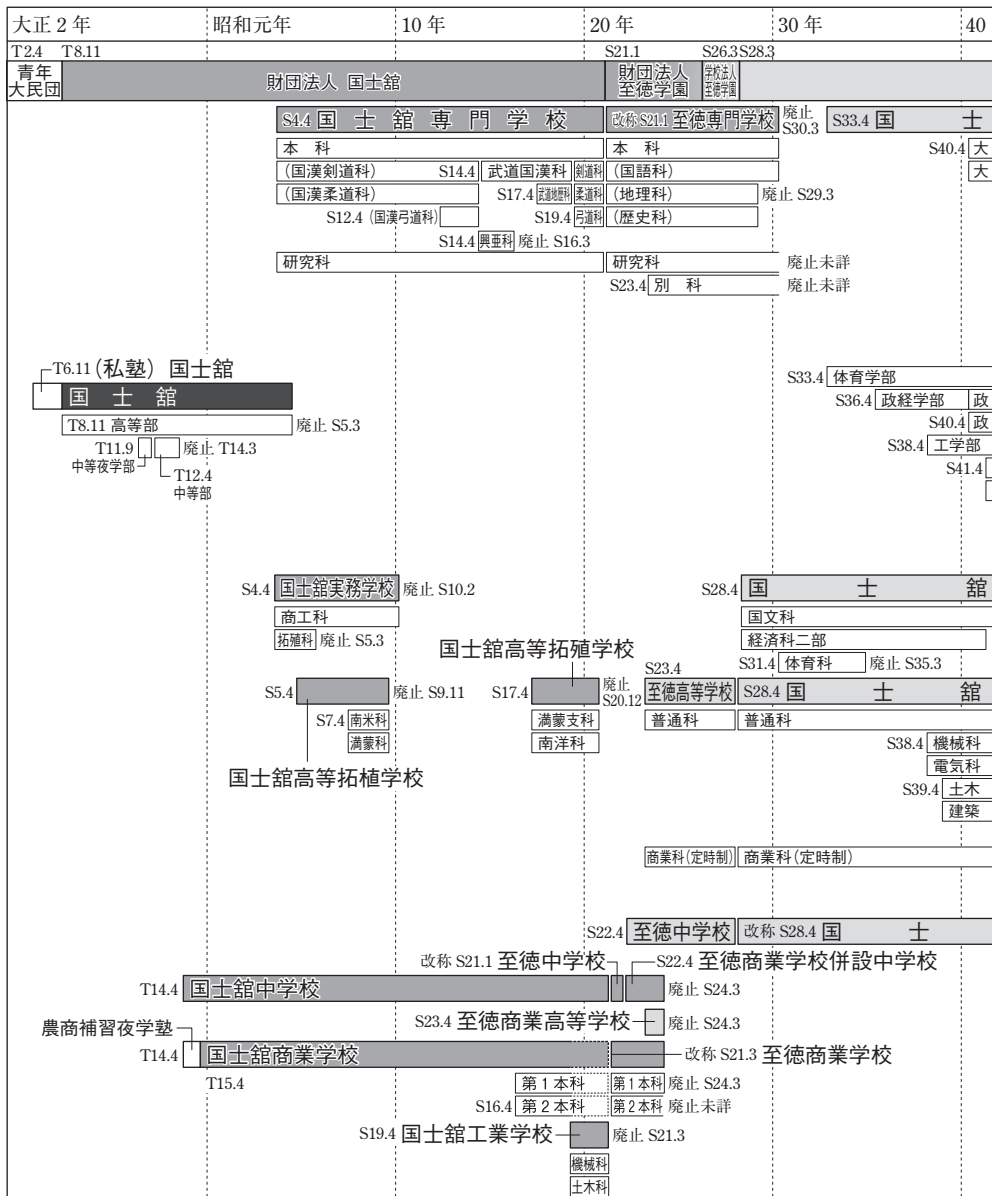 大正２年 昭和元年 10 年 20 年 30 年 40
T2.4 T8.11 S21.1 S26.3 S28.3
青年大民団 財団法人 国士舘 財団法人至徳学園 学校法人至徳学園
S4.4 国士舘専門学校 改称 S21.1 至徳専門学校 廃止 S30.3 S33.4 国 士
本 科 本 科 S40.4 大
(国漢剣道科) S14.4 武道国漢科 剣道科 (国語科) 大
(国漢柔道科) S17.4 武道地歴科 柔道科 (地理科) 廃止 S29.3
S12.4 (国漢弓道科) S19.4 弓道科 (歴史科)
S14.4 興亜科 廃止 S16.3
研究科 研究科 廃止未詳
S23.4 別 科 廃止未詳
T6.11 (私塾) 国士舘
S33.4 体育学部
国 士 舘 S36.4 政経学部 政
T8.11 高等部 廃止 S5.3 S40.4 政
T11.9 中等夜学部 廃止 T14.3 S38.4 工学部
T12.4 中等部 S41.4
S4.4 国士舘実務学校 廃止 S10.2 S28.4 国 士 舘
商工科 国文科
拓殖科 廃止 S5.3 経済科二部
国士舘高等拓殖学校 S31.4 体育科 廃止 S35.3
S5.4 廃止 S9.11 S17.4 廃止 S20.12 S23.4 至徳高等学校 S28.4 国 士 舘
S7.4 南米科 満蒙支科 普通科 普通科
満蒙科 南洋科 S38.4 機械科
国士舘高等拓植学校 電気科
S39.4 土木
建築
商業科(定時制) 商業科(定時制)
S22.4 至徳中学校 改称 S28.4 国 士
改称 S21.1 至徳中学校 S22.4 至徳商業学校併設中学校
T14.4 国士舘中学校 廃止 S24.3
S23.4 至徳商業高等学校 廃止 S24.3
農商補習夜学塾
T14.4 国士舘商業学校 改称 S21.3 至徳商業学校
T15.4 第１本科 第１本科 廃止 S24.3
S16.4 第２本科 第２本科 廃止未詳
S19.4 国士舘工業学校 廃止 S21.3
機械科
土木科